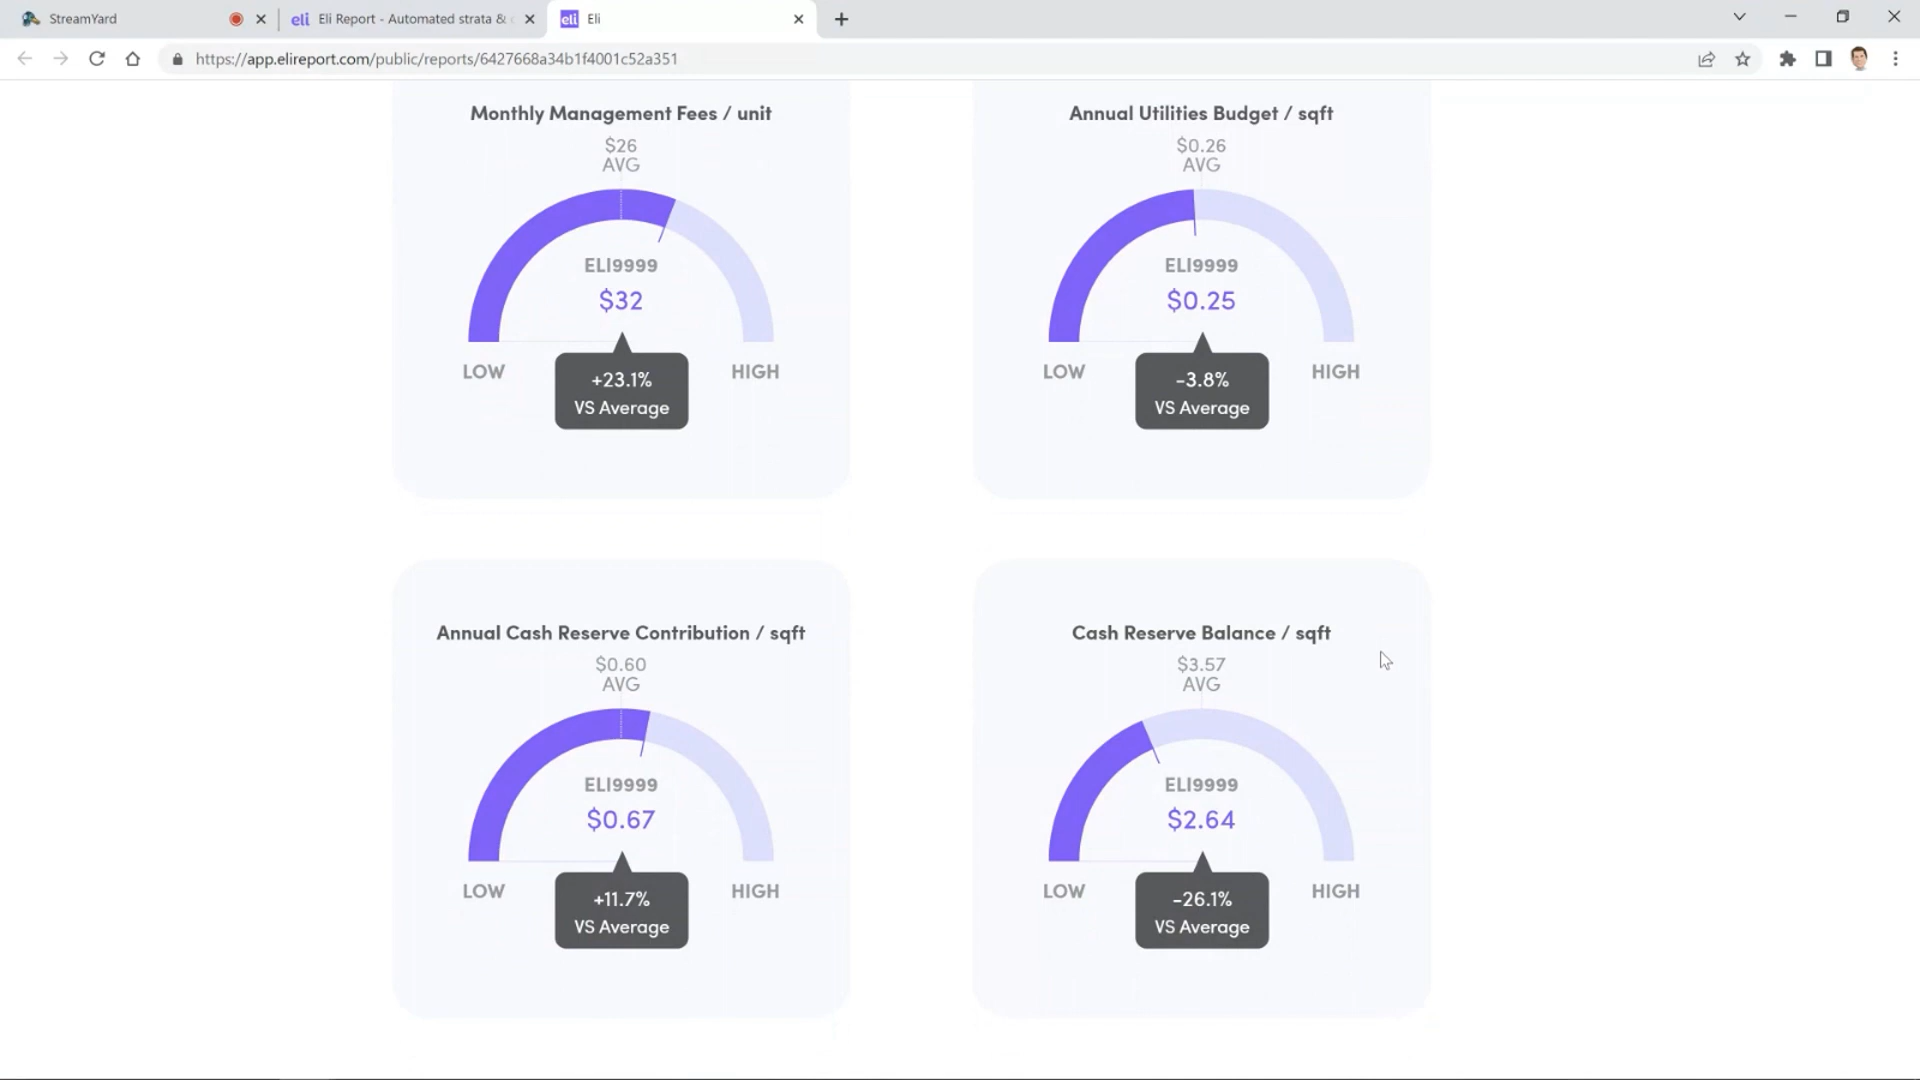 StreamYard
eli Eli Report - Automated strata &
eli Eli
https://app.elireport.com/public/reports/6427668a34b1f4001c52a351
Monthly Management Fees / unit
$26
AVG
ELI9999
$32
LOW
HIGH
+23.1%
VS Average
Annual Utilities Budget / sqft
$0.26
AVG
ELI9999
$0.25
LOW
HIGH
-3.8%
VS Average
Annual Cash Reserve Contribution / sqft
$0.60
AVG
ELI9999
$0.67
LOW
HIGH
+11.7%
VS Average
Cash Reserve Balance / sqft
$3.57
AVG
ELI9999
$2.64
LOW
HIGH
-26.1%
VS Average